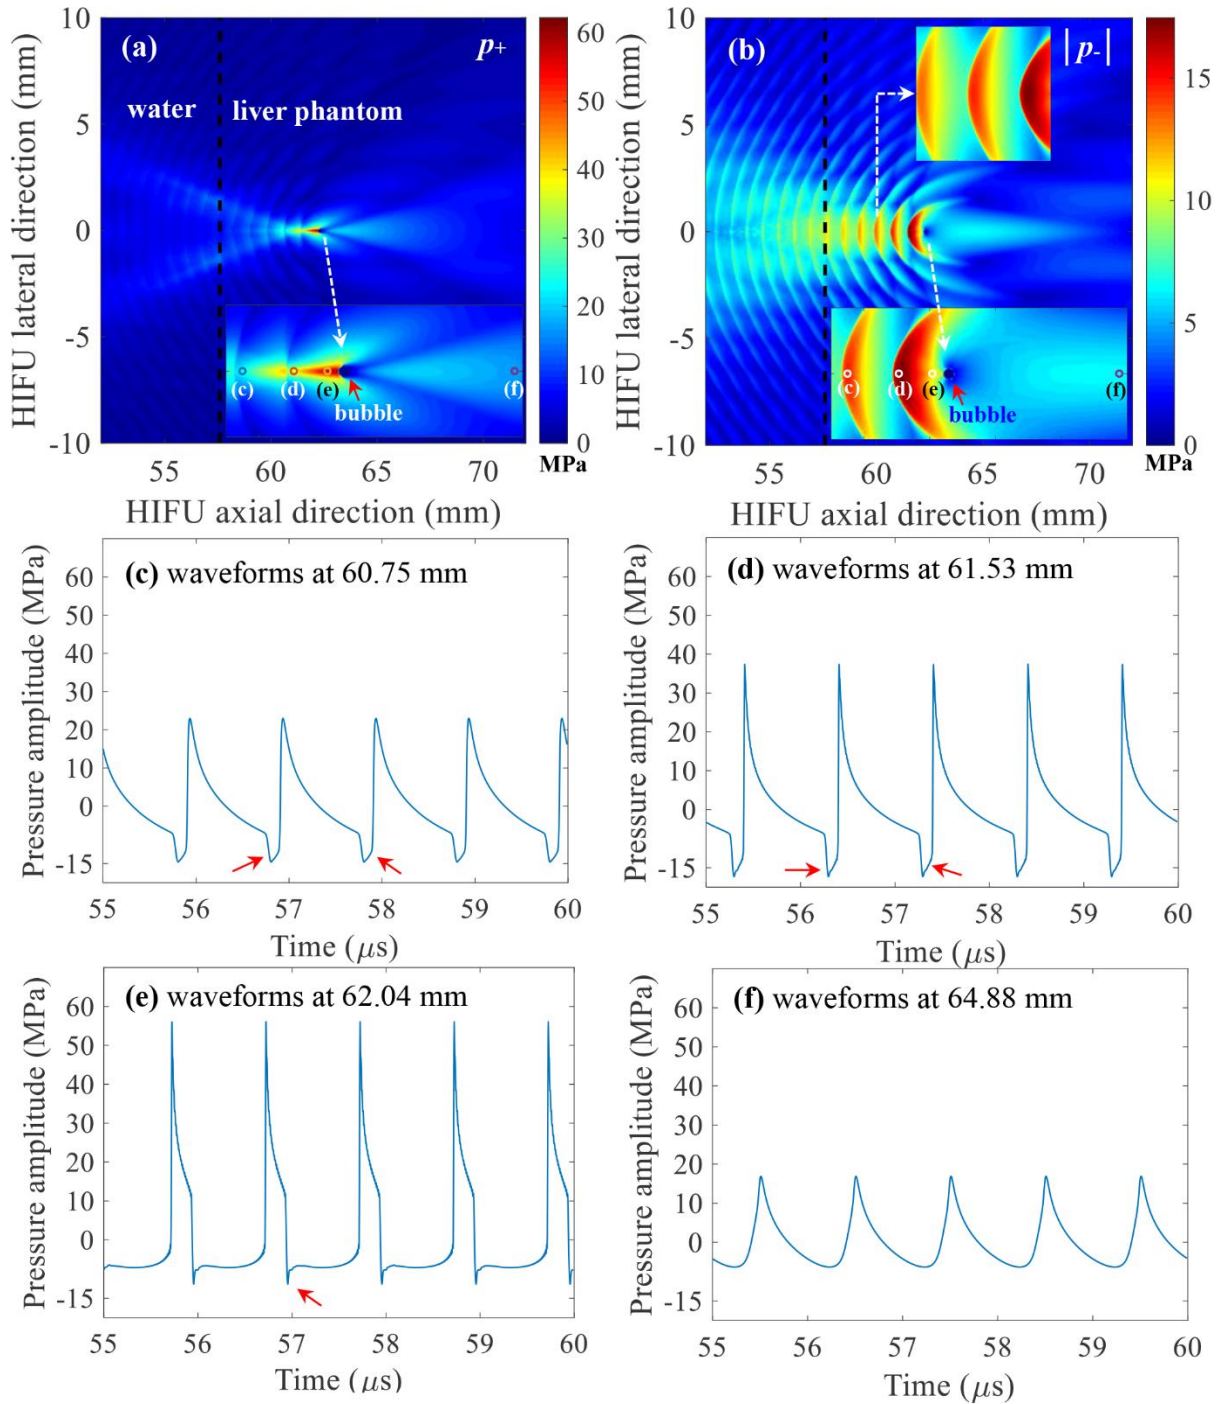 (a)
p+
water
liver phantom
(c) (d) (e) (f)
bubble
10
5
0
-5
-10
HIFU lateral direction (mm)
55 60 65 70
HIFU axial direction (mm)
60
50
40
30
20
10
0
MPa
(b)
|p-|
(c) (d) (e) (f)
bubble
10
5
0
-5
-10
HIFU lateral direction (mm)
55 60 65 70
HIFU axial direction (mm)
15
10
5
0
MPa
(c) waveforms at 60.75 mm
Pressure amplitude (MPa)
60
50
40
30
20
10
0
-15
55 56 57 58 59 60
Time (μs)
(d) waveforms at 61.53 mm
Pressure amplitude (MPa)
60
50
40
30
20
10
0
-15
55 56 57 58 59 60
Time (μs)
(e) waveforms at 62.04 mm
Pressure amplitude (MPa)
60
50
40
30
20
10
0
-15
55 56 57 58 59 60
Time (μs)
(f) waveforms at 64.88 mm
Pressure amplitude (MPa)
60
50
40
30
20
10
0
-15
55 56 57 58 59 60
Time (μs)